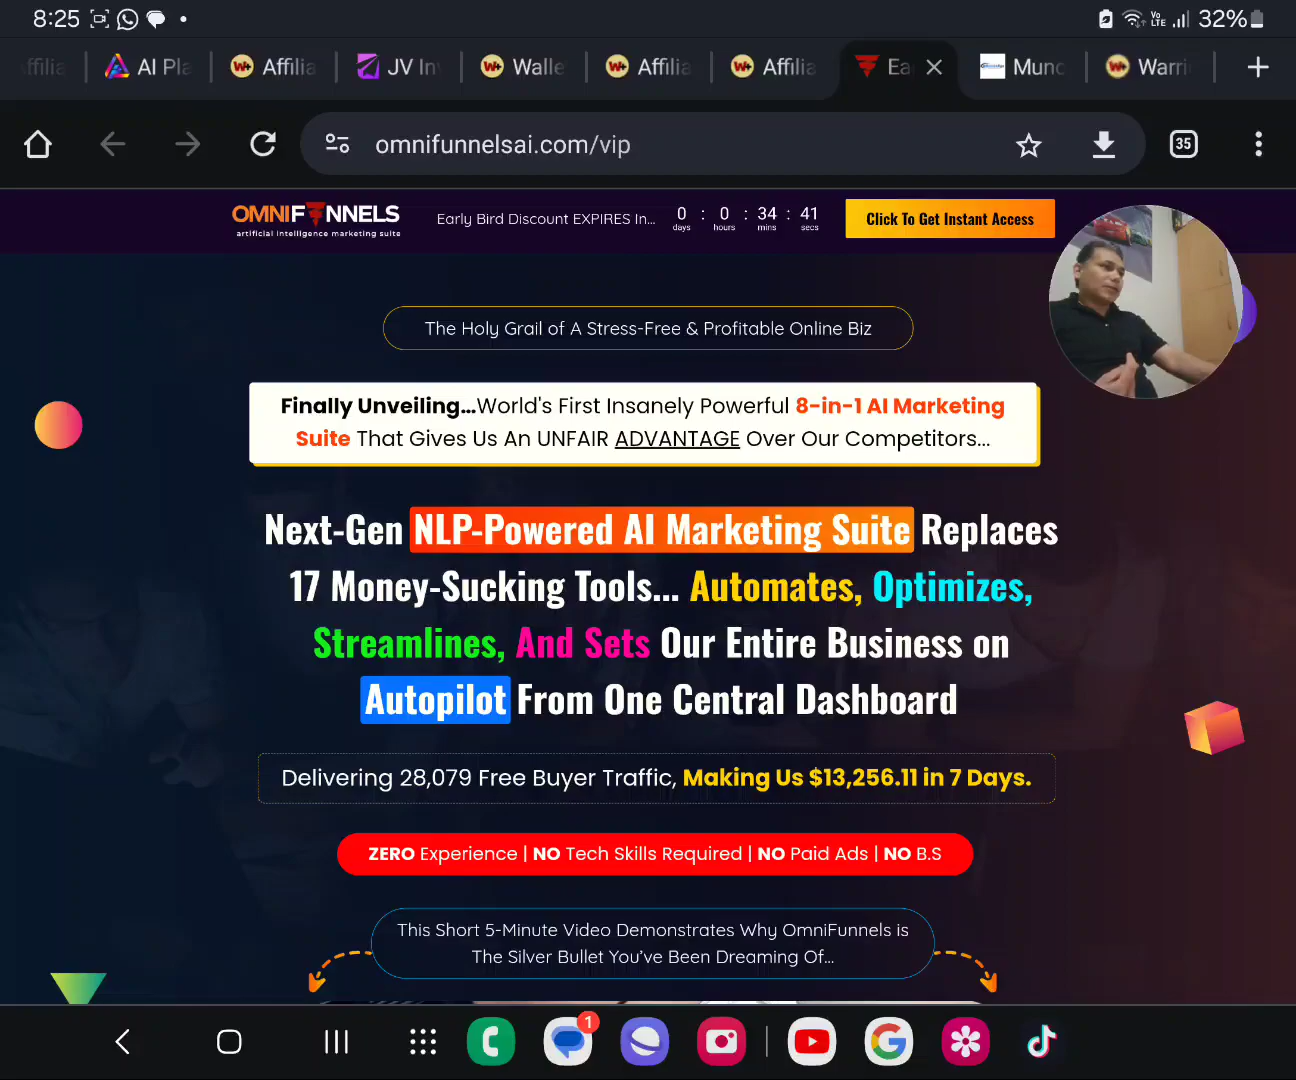 8:25
Vo
LTE
32%
ffilia
AI Pla
Affilia
JV Inv
Walle
Affilia
Affilia
Ea
Munc
Warri
omnifunnelsai.com/vip
35
OMNIFUNNELS
artificial intelligence marketing suite
Early Bird Discount EXPIRES In...
0 : 0 : 34 : 41
days hours mins secs
Click To Get Instant Access
The Holy Grail of A Stress-Free & Profitable Online Biz
Finally Unveiling...World's First Insanely Powerful 8-in-1 AI Marketing
Suite That Gives Us An UNFAIR ADVANTAGE Over Our Competitors...
Next-Gen NLP-Powered AI Marketing Suite Replaces
17 Money-Sucking Tools... Automates, Optimizes,
Streamlines, And Sets Our Entire Business on
Autopilot From One Central Dashboard
Delivering 28,079 Free Buyer Traffic, Making Us $13,256.11 in 7 Days.
ZERO Experience | NO Tech Skills Required | NO Paid Ads | NO B.S
This Short 5-Minute Video Demonstrates Why OmniFunnels is
The Silver Bullet You've Been Dreaming Of...
1